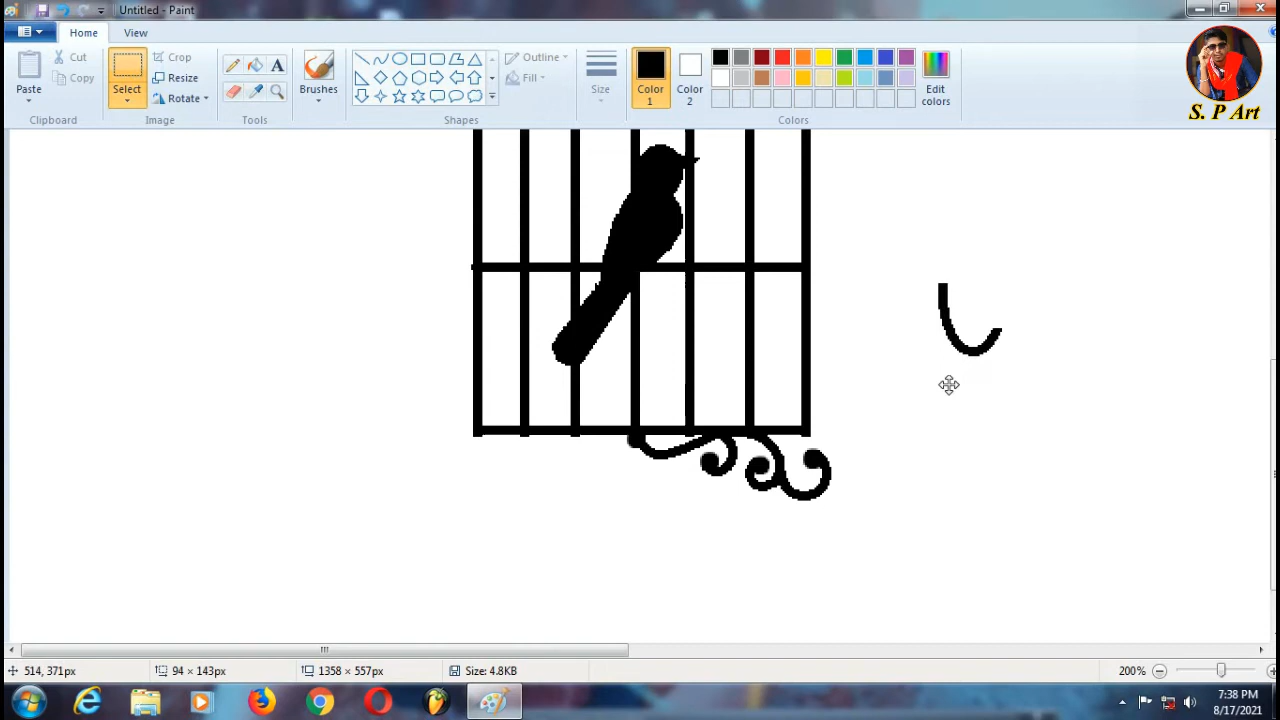 Untitled - Paint
Home View
Cut
Copy
Paste
Clipboard
Select
Crop
Resize
Rotate
Image
A
Tools
Brushes
Shapes
Outline
Fill
Size
Color 1
Color 2
Edit colors
Colors
S. P Art
514, 371px
94 × 143px
1358 × 557px
Size: 4.8KB
200%
7:38 PM
8/17/2021